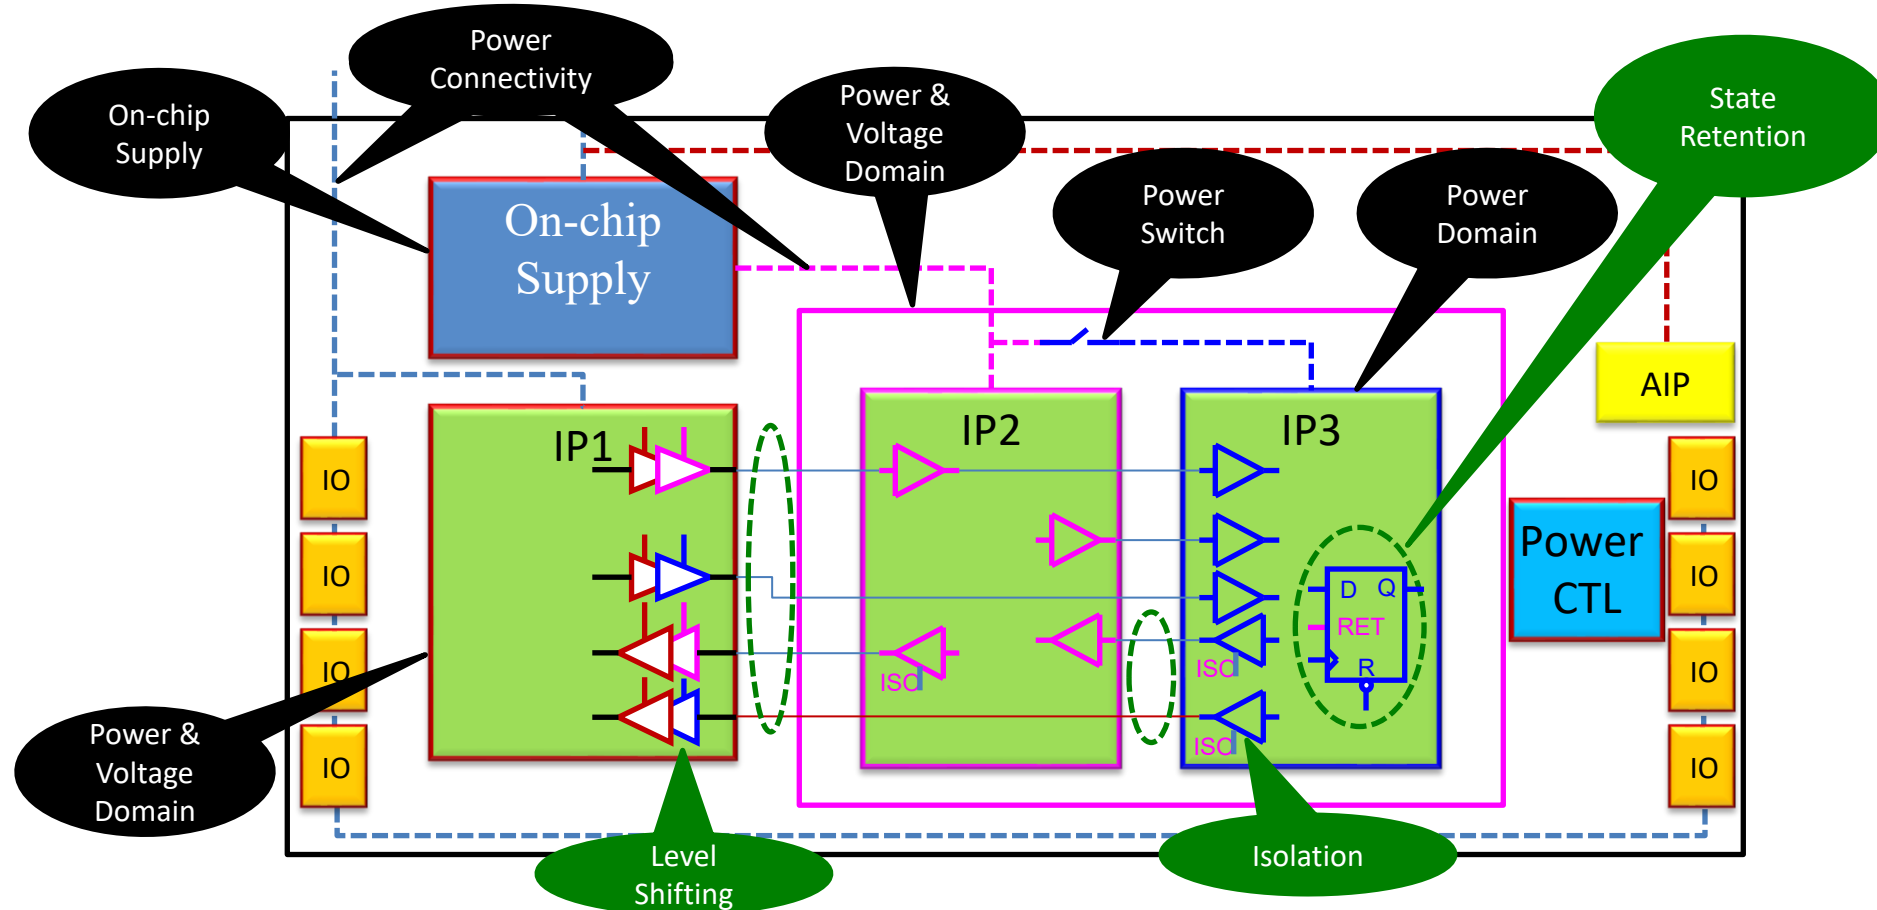 Power
Connectivity
On-chip
Supply
Power &
Voltage
Domain
State
Retention
Power
Switch
Power
Domain
On-chip
Supply
AIP
IP1
IP2
IP3
IO
IO
IO
IO
IO
IO
IO
IO
Power
CTL
D Q
RET
R
ISO
ISO
ISO
Power &
Voltage
Domain
Level
Shifting
Isolation